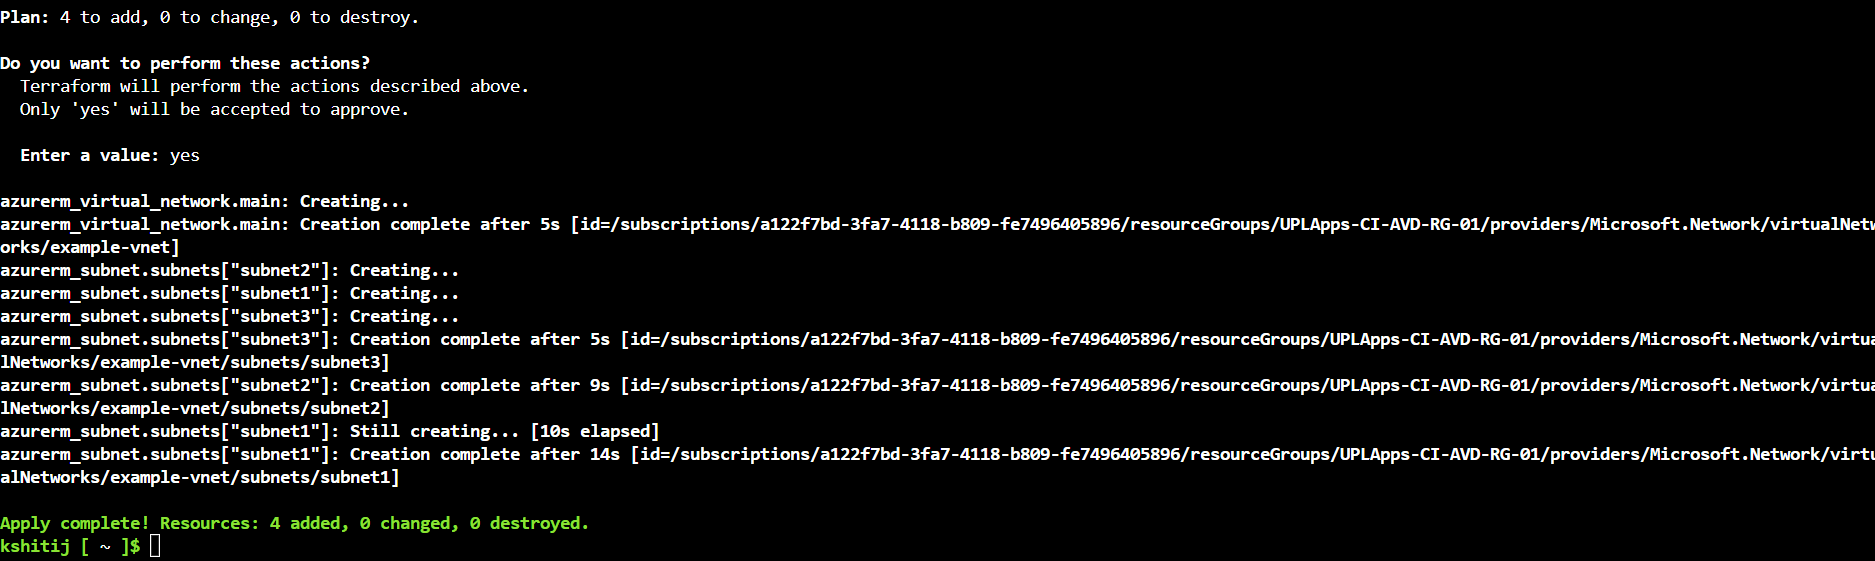 Plan: 4 to add, 0 to change, 0 to destroy.
Do you want to perform these actions?
Terraform will perform the actions described above.
Only 'yes' will be accepted to approve.
Enter a value: yes
azurerm_virtual_network.main: Creating...
azurerm_virtual_network.main: Creation complete after 5s [id=/subscriptions/a122f7bd-3fa7-4118-b809-fe7496405896/resourceGroups/UPLApps-CI-AVD-RG-01/providers/Microsoft.Network/virtualNetw
orks/example-vnet]
azurerm_subnet.subnets["subnet2"]: Creating...
azurerm_subnet.subnets["subnet1"]: Creating...
azurerm_subnet.subnets["subnet3"]: Creating...
azurerm_subnet.subnets["subnet3"]: Creation complete after 5s [id=/subscriptions/a122f7bd-3fa7-4118-b809-fe7496405896/resourceGroups/UPLApps-CI-AVD-RG-01/providers/Microsoft.Network/virtua
lNetworks/example-vnet/subnets/subnet3]
azurerm_subnet.subnets["subnet2"]: Creation complete after 9s [id=/subscriptions/a122f7bd-3fa7-4118-b809-fe7496405896/resourceGroups/UPLApps-CI-AVD-RG-01/providers/Microsoft.Network/virtua
lNetworks/example-vnet/subnets/subnet2]
azurerm_subnet.subnets["subnet1"]: Still creating... [10s elapsed]
azurerm_subnet.subnets["subnet1"]: Creation complete after 14s [id=/subscriptions/a122f7bd-3fa7-4118-b809-fe7496405896/resourceGroups/UPLApps-CI-AVD-RG-01/providers/Microsoft.Network/virtu
alNetworks/example-vnet/subnets/subnet1]
Apply complete! Resources: 4 added, 0 changed, 0 destroyed.
kshitij [ ~ ]$